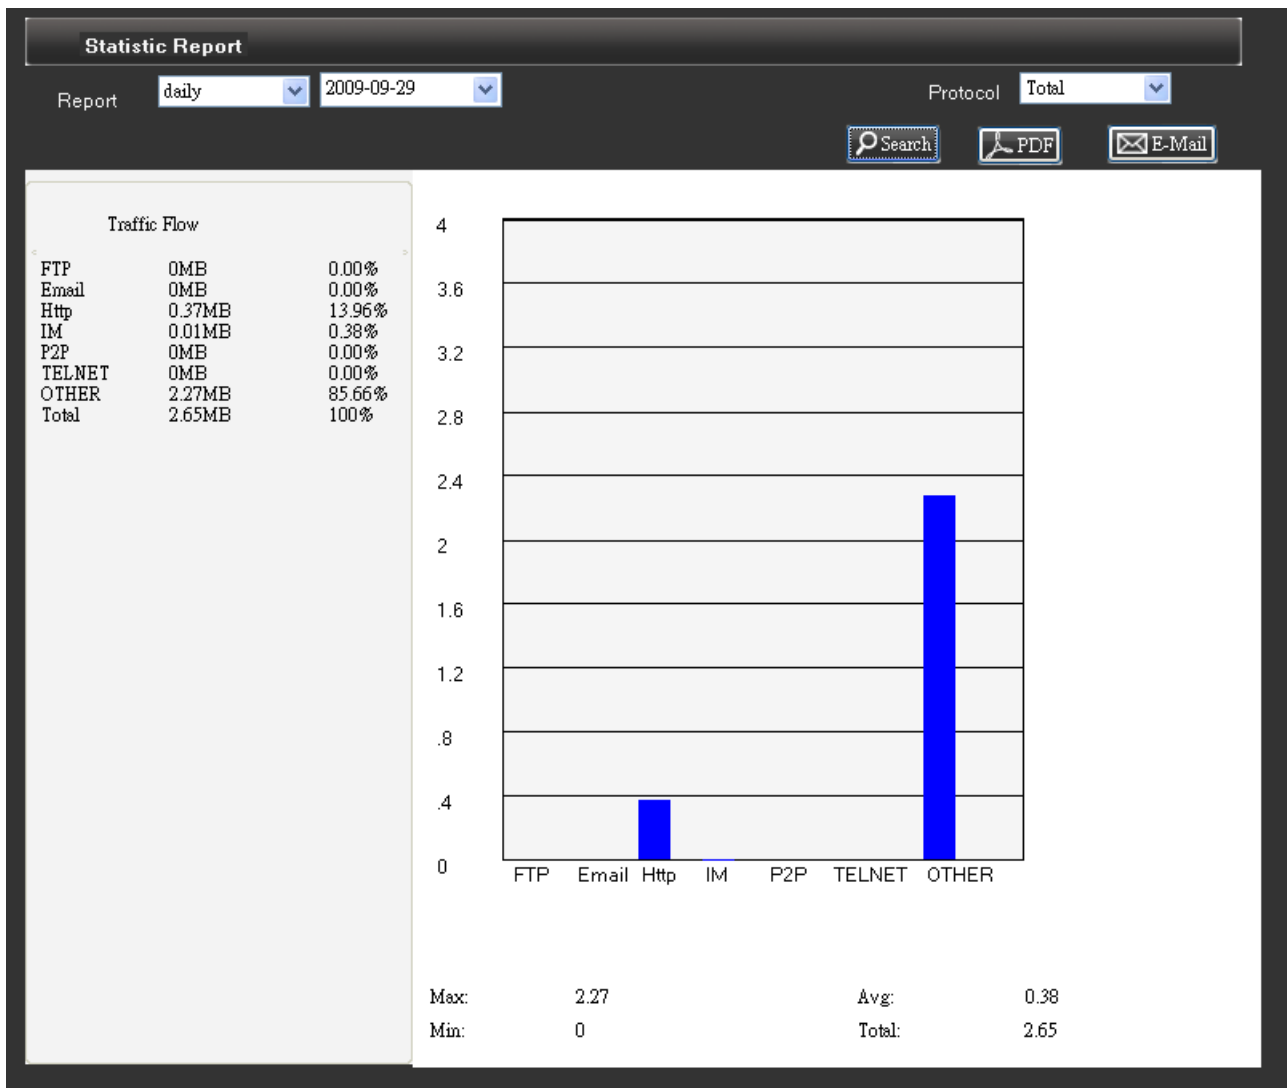 Statistic Report
Report daily 2009-09-29 Protocol Total
Search PDF E-Mail
Traffic Flow
FTP 0MB 0.00%
Email 0MB 0.00%
Http 0.37MB 13.96%
IM 0.01MB 0.38%
P2P 0MB 0.00%
TELNET 0MB 0.00%
OTHER 2.27MB 85.66%
Total 2.65MB 100%
4
3.6
3.2
2.8
2.4
2
1.6
1.2
.8
.4
0
FTP Email Http IM P2P TELNET OTHER
Max: 2.27 Avg: 0.38
Min: 0 Total: 2.65